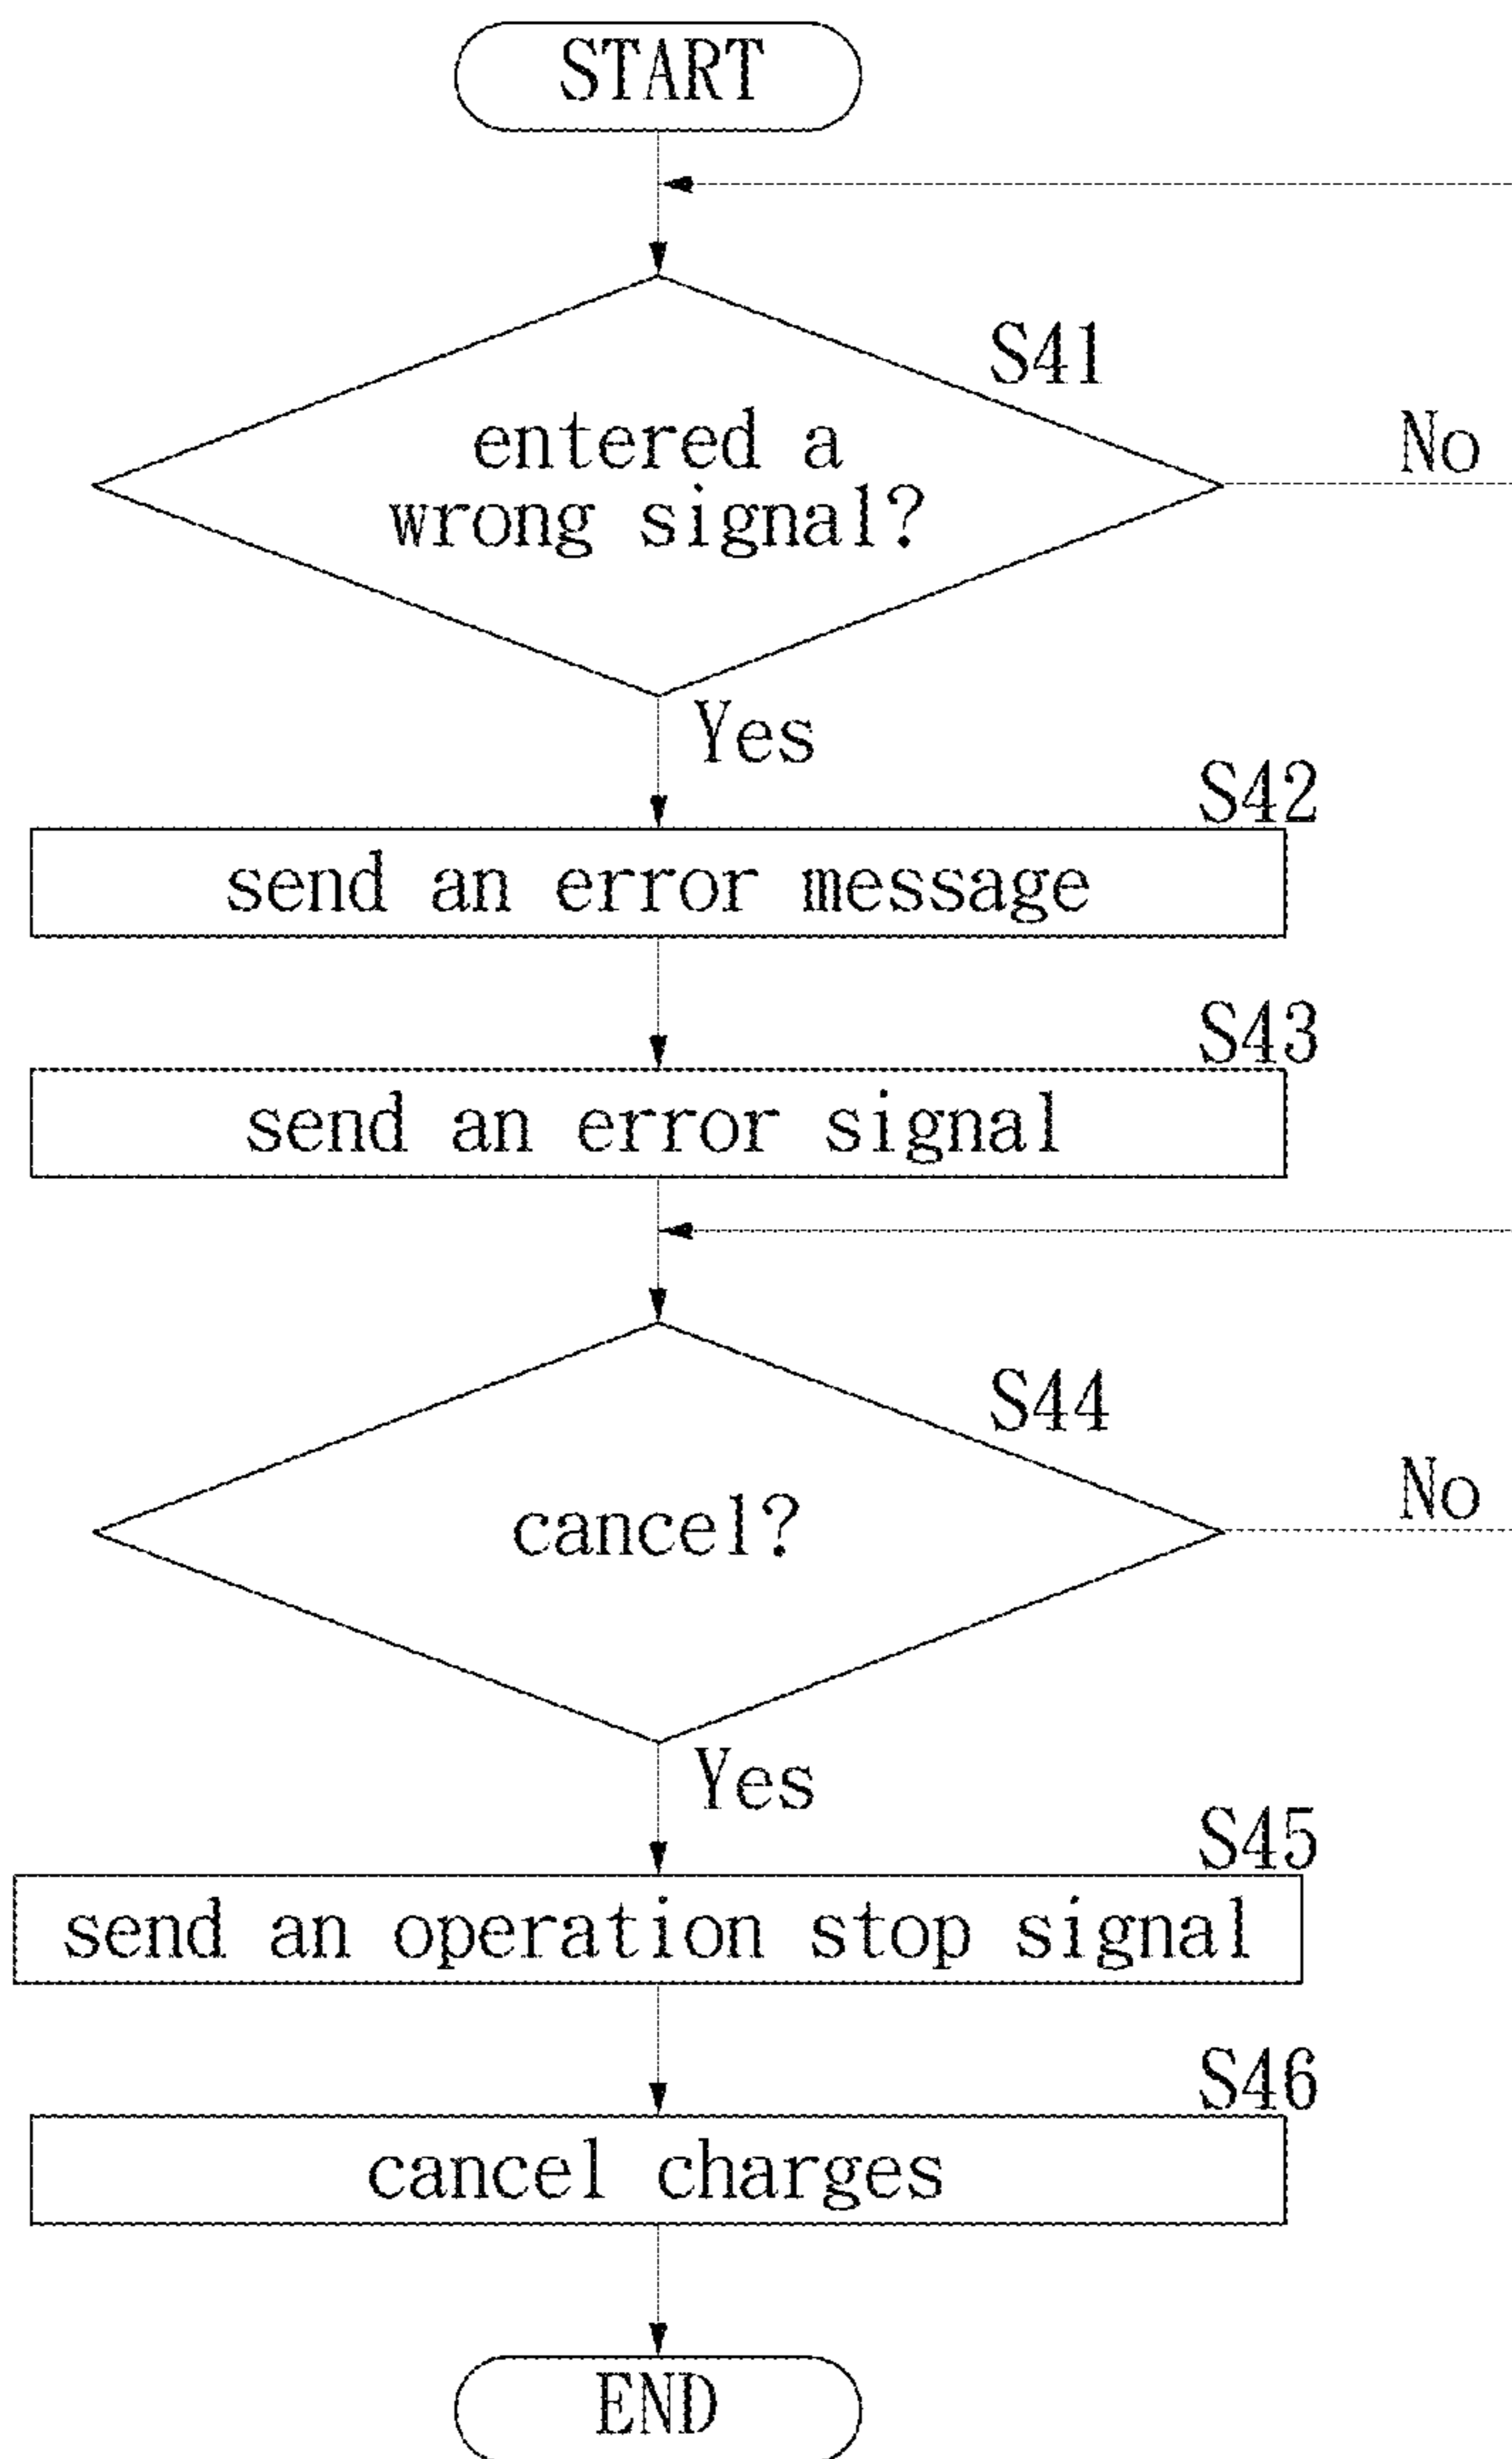 START
S41
entered a
wrong signal?
No
Yes
S42
send an error message
S43
send an error signal
S44
cancel?
No
Yes
S45
send an operation stop signal
S46
cancel charges
END